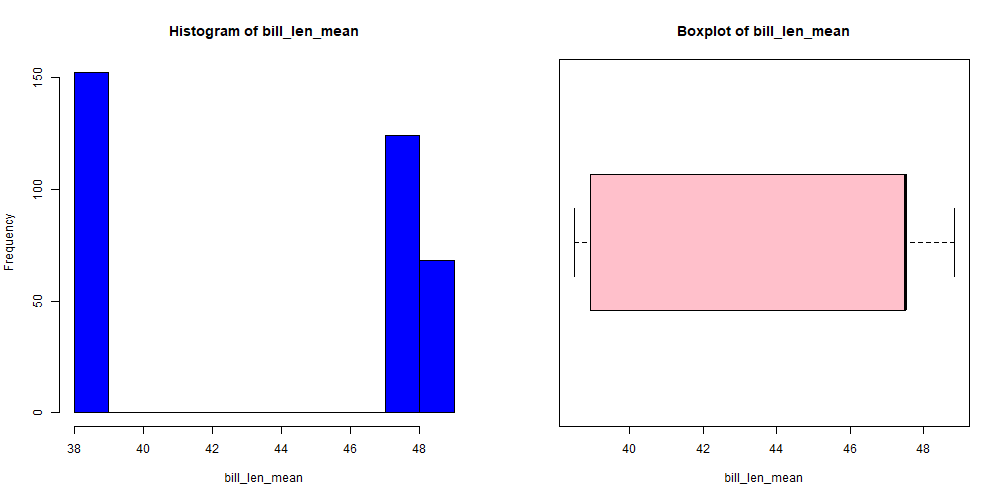 Histogram of bill_len_mean
Frequency
0
50
100
150
38 40 42 44 46 48
bill_len_mean
Boxplot of bill_len_mean
40 42 44 46 48
bill_len_mean